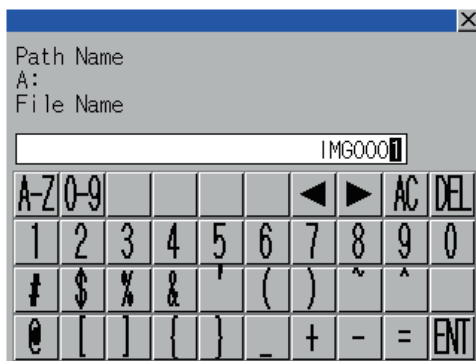 Path Name
A:
File Name
IMG0001
A-Z 0-9 ◀ ▶ AC DEL
1 2 3 4 5 6 7 8 9 0
# $ % & ' ( ) ~ ^
@ [ ] { } _ + - = ENT